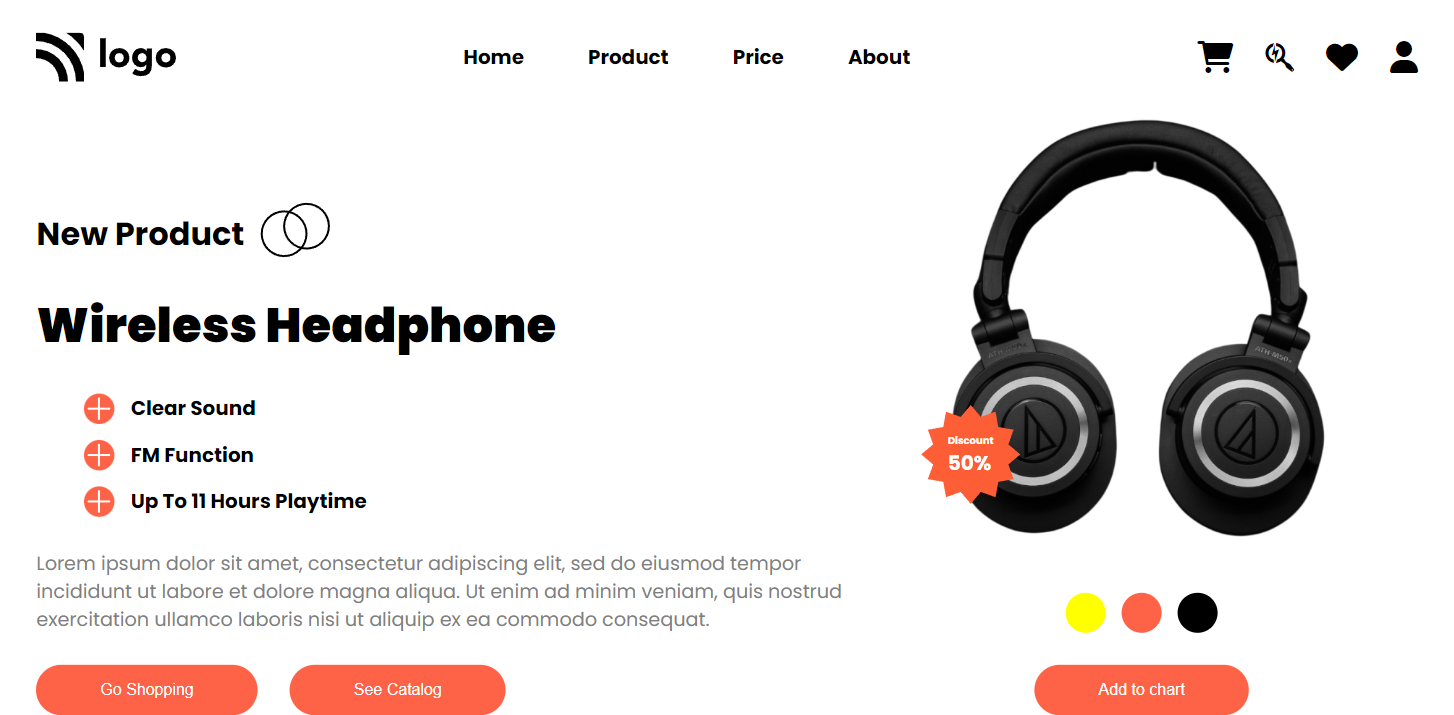 logo
Home Product Price About
New Product
Wireless Headphone
Clear Sound
FM Function
Up To 11 Hours Playtime
Lorem ipsum dolor sit amet, consectetur adipiscing elit, sed do eiusmod tempor
incididunt ut labore et dolore magna aliqua. Ut enim ad minim veniam, quis nostrud
exercitation ullamco laboris nisi ut aliquip ex ea commodo consequat.
Go Shopping
See Catalog
ATH-M50x
Discount
50%
Add to chart